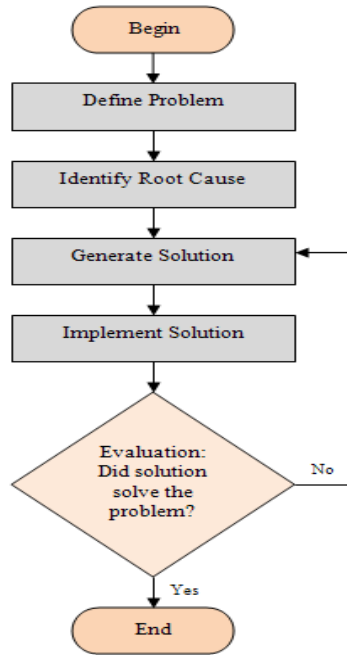 Begin
Define Problem
Identify Root Cause
Generate Solution
Implement Solution
Evaluation:
Did solution
solve the
problem?
No
Yes
End